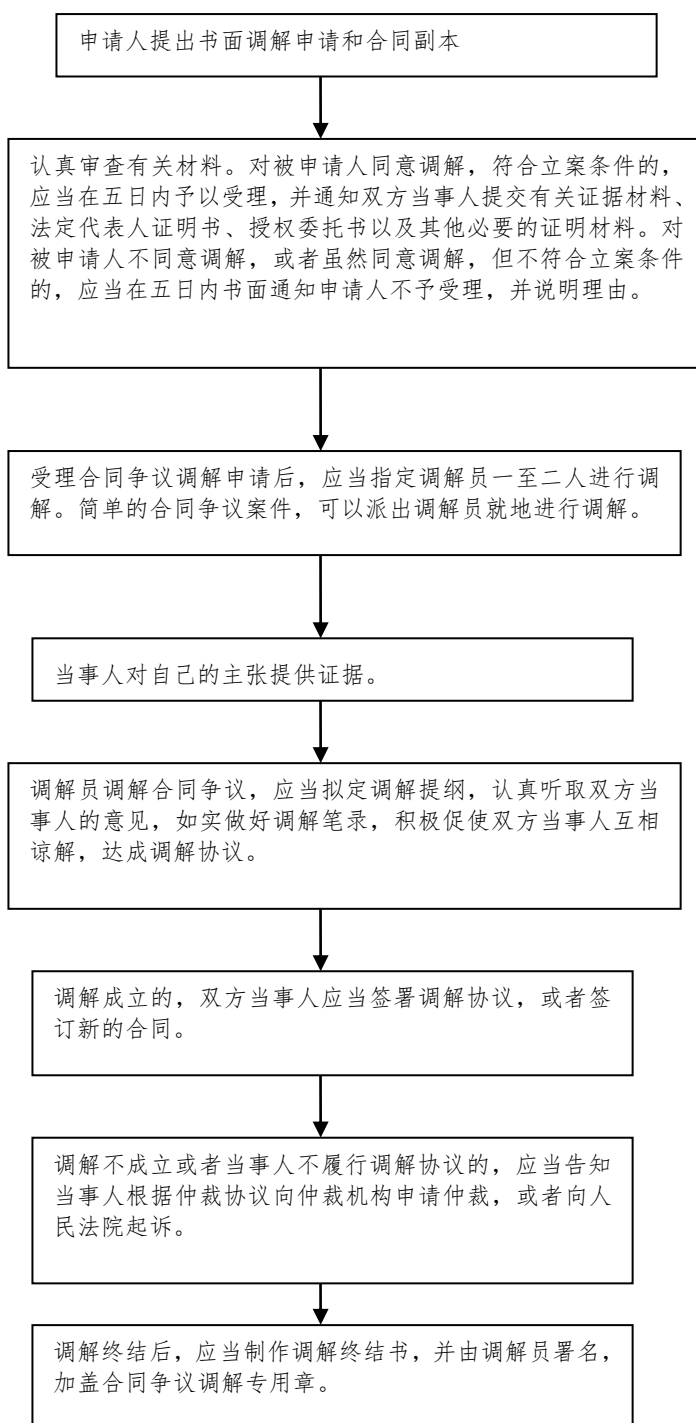 申请人提出书面调解申请和合同副本
认真审查有关材料。对被申请人同意调解，符合立案条件的，
应当在五日内予以受理，并通知双方当事人提交有关证据材料、
法定代表人证明书、授权委托书以及其他必要的证明材料。对
被申请人不同意调解，或者虽然同意调解，但不符合立案条件
的，应当在五日内书面通知申请人不予受理，并说明理由。
受理合同争议调解申请后，应当指定调解员一至二人进行调
解。简单的合同争议案件，可以派出调解员就地进行调解。
当事人对自己的主张提供证据。
调解员调解合同争议，应当拟定调解提纲，认真听取双方当
事人的意见，如实做好调解笔录，积极促使双方当事人互相
谅解，达成调解协议。
调解成立的，双方当事人应当签署调解协议，或者签
订新的合同。
调解不成立或者当事人不履行调解协议的，应当告知
当事人根据仲裁协议向仲裁机构申请仲裁，或者向人
民法院起诉。
调解终结后，应当制作调解终结书，并由调解员署名，
加盖合同争议调解专用章。